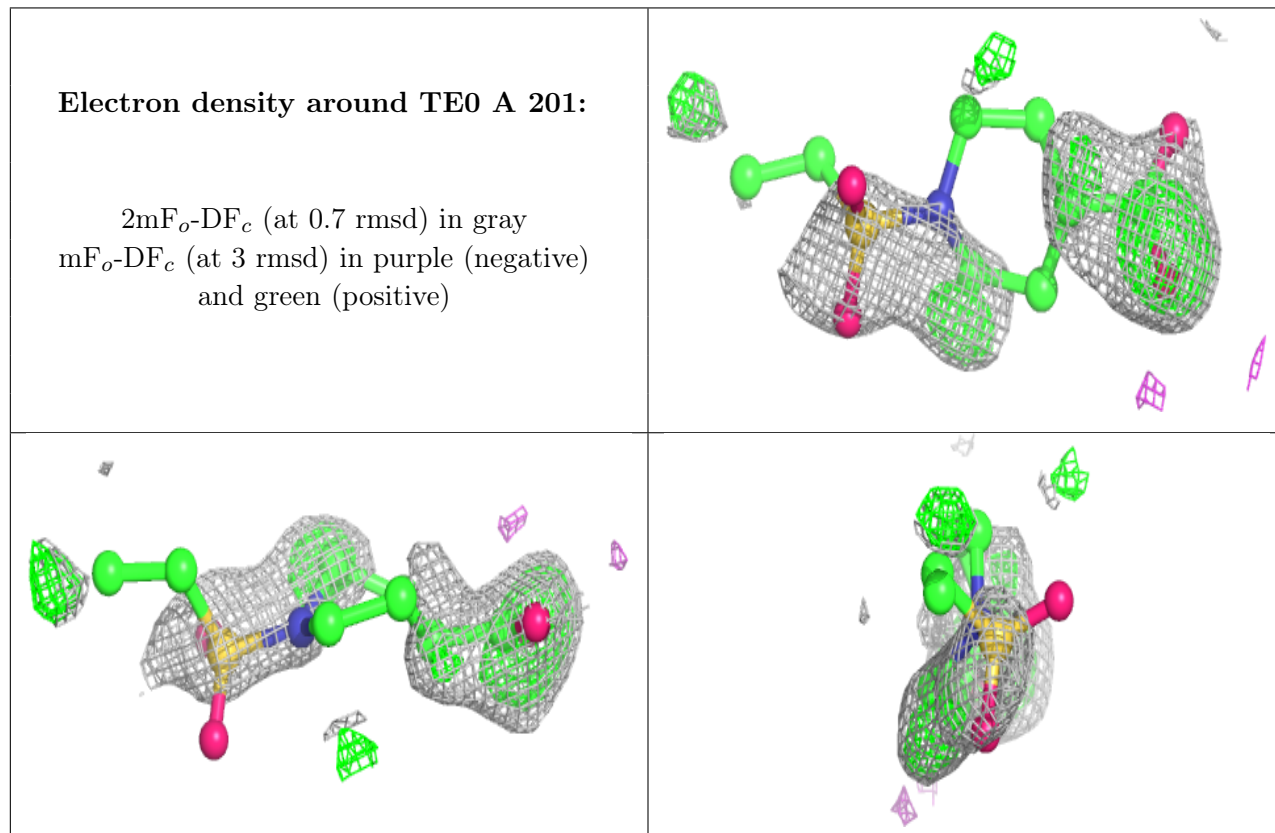 Electron density around TE0 A 201:
2mFo-DFc (at 0.7 rmsd) in gray
mFo-DFc (at 3 rmsd) in purple (negative)
and green (positive)